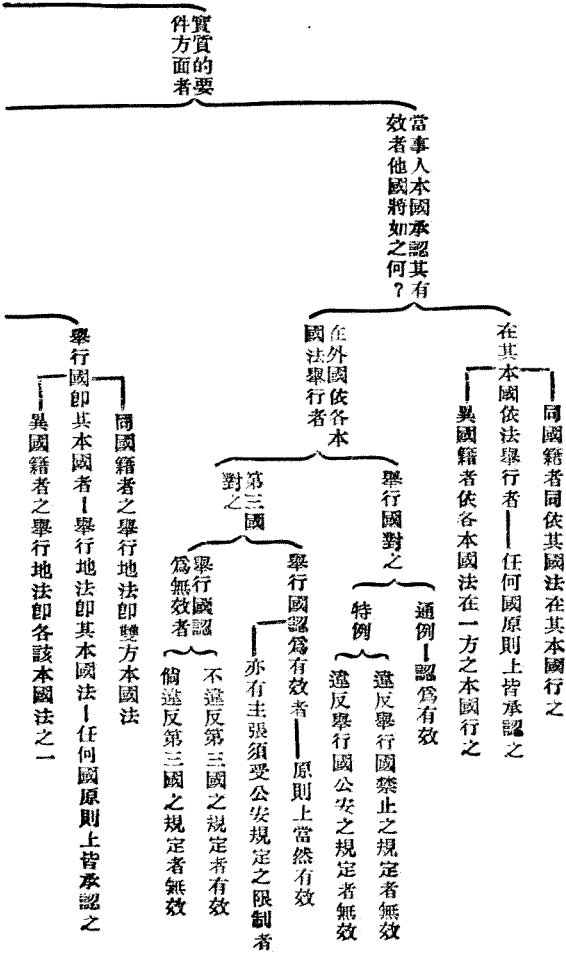 實質的要
件方面者
當事人本國承認其有
效者他國將如之何?
在其本國依法舉行者—任何國原則上皆承認之
同國籍者同依其國法在其本國行之
異國籍者依各本國法在一方之本國行之
在外國依各本
國法舉行者
舉行國對之
通例—認爲有效
特例
違反舉行國禁止之規定者無效
違反舉行國公安之規定者無效
第三國
對之
舉行國認爲有效者—原則上當然有效
亦有主張須受公安規定之限制者
舉行國認
爲無效者
不違反第三國之規定者有效
倘違反第三國之規定者無效
舉行國卽其本國者—舉行地法卽其本國法—任何國原則上皆承認之
同國籍者之舉行地法卽雙方本國法
異國籍者之舉行地法卽各該本國法之一